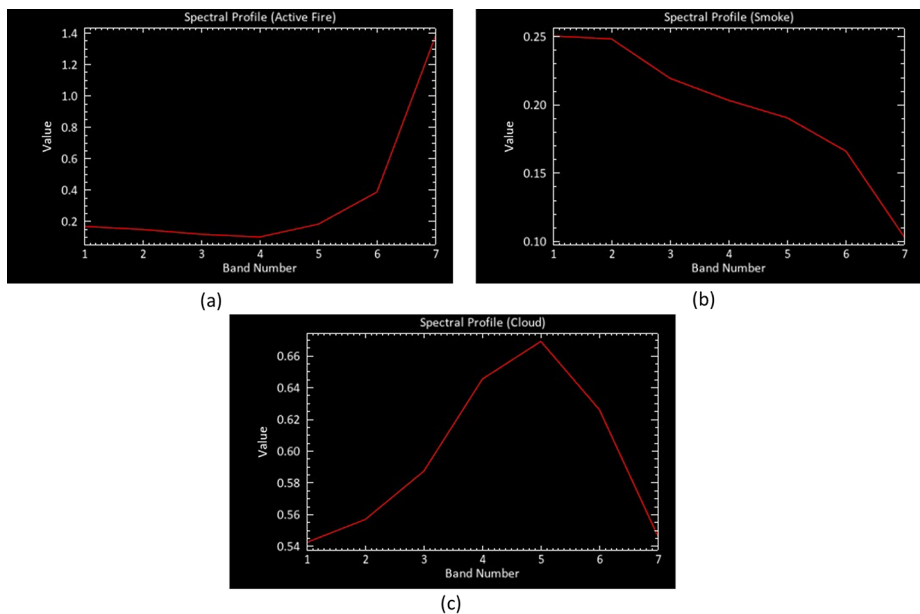 Spectral Profile (Active Fire)
1.4
1.2
1.0
0.8
0.6
0.4
0.2
Value
1 2 3 4 5 6 7
Band Number
(a)
Spectral Profile (Smoke)
0.25
0.20
0.15
0.10
Value
1 2 3 4 5 6 7
Band Number
(b)
Spectral Profile (Cloud)
0.66
0.64
0.62
0.60
0.58
0.56
0.54
Value
1 2 3 4 5 6 7
Band Number
(c)